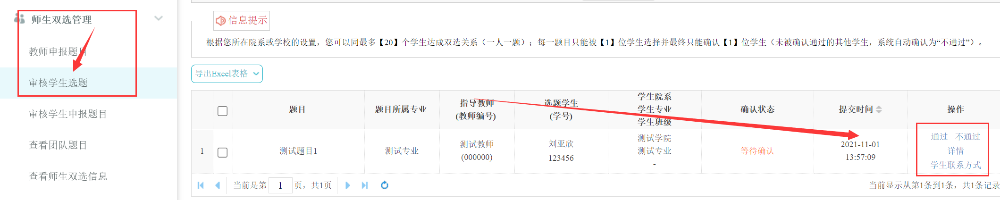 师生双选管理
教师申报题目
审核学生选题
审核学生申报题目
查看团队题目
查看师生双选信息
信息提示
根据您所在院系或学校的设置，您可以同最多【20】个学生达成双选关系（一人一题）；每一题目只能被【1】位学生选择并最终只能确认【1】位学生（未被确认通过的其他学生，系统自动确认为“不通过”）。
导出Excel表格
题目
题目所属专业
指导教师
(教师编号)
选题学生
(学号)
学生院系
学生专业
学生班级
确认状态
提交时间
操作
1
测试题目1
测试专业
测试教师
(000000)
刘亚欣
123456
测试学院
测试专业
-
等待确认
2021-11-01
13:57:09
通过 不通过
详情
学生联系方式
当前是第 1 页，共1页
当前显示从第1条到1条，共1条记录